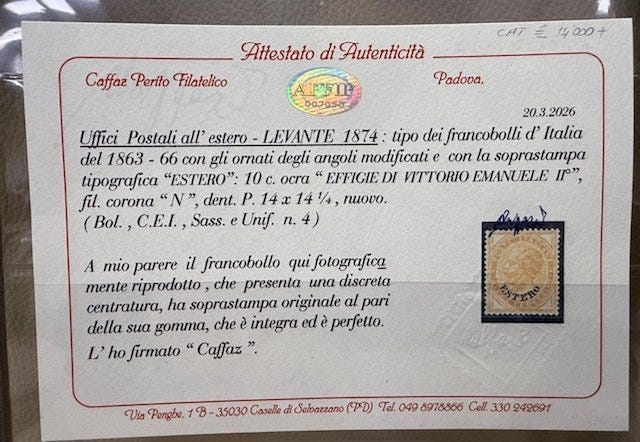 CAT € 14.000+
Attestato di Autenticità
Caffaz Perito Filatelico
Padova,
20.3.2026
Uffici Postali all' estero - LEVANTE 1874 : tipo dei francobolli d' Italia
del 1863 - 66 con gli ornati degli angoli modificati e con la soprastampa
tipografica “ESTERO”: 10 c. ocra “ EFFIGIE DI VITTORIO EMANUELE II°”,
fil. corona “ N ”, dent. P. 14 x 14 ¼ , nuovo.
( Bol. , C.E.I. , Sass. e Unif. n. 4 )
A mio parere il francobollo qui fotografica
mente riprodotto , che presenta una discreta
centratura, ha soprastampa originale al pari
della sua gomma, che è integra ed è perfetto.
L' ho firmato “ Caffaz ”.
ESTERO
Via Penghe, 1 B - 35030 Caselle di Selvazzano (PD) Tel. 049 8978866 Cell. 330 242691